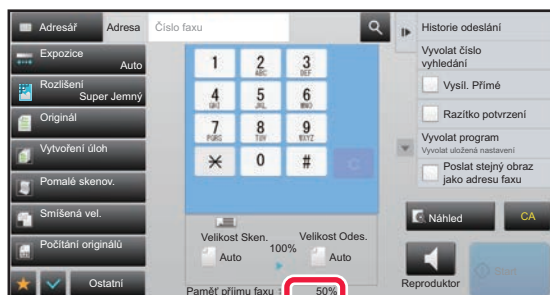 Adresář
Adresa
Číslo faxu
Expozice
Auto
Rozlišení
Super Jemný
Originál
Vytvoření úloh
Pomalé skenov.
Smíšená vel.
Počítání originálů
Ostatní
1
2
ABC
3
DEF
4
GHI
5
JKL
6
MNO
7
PQRS
8
TUV
9
WXYZ
0
#
C
Velikost Sken.
100%
Velikost Odes.
Auto
Auto
Paměť příjmu faxu :
50%
Historie odeslání
Vyvolat číslo
vyhledání
Vysíl. Přímé
Razítko potvrzení
Vyvolat program
Vyvolat uložená nastavení
Poslat stejný obraz
jako adresu faxu
Náhled
CA
Reproduktor
Start